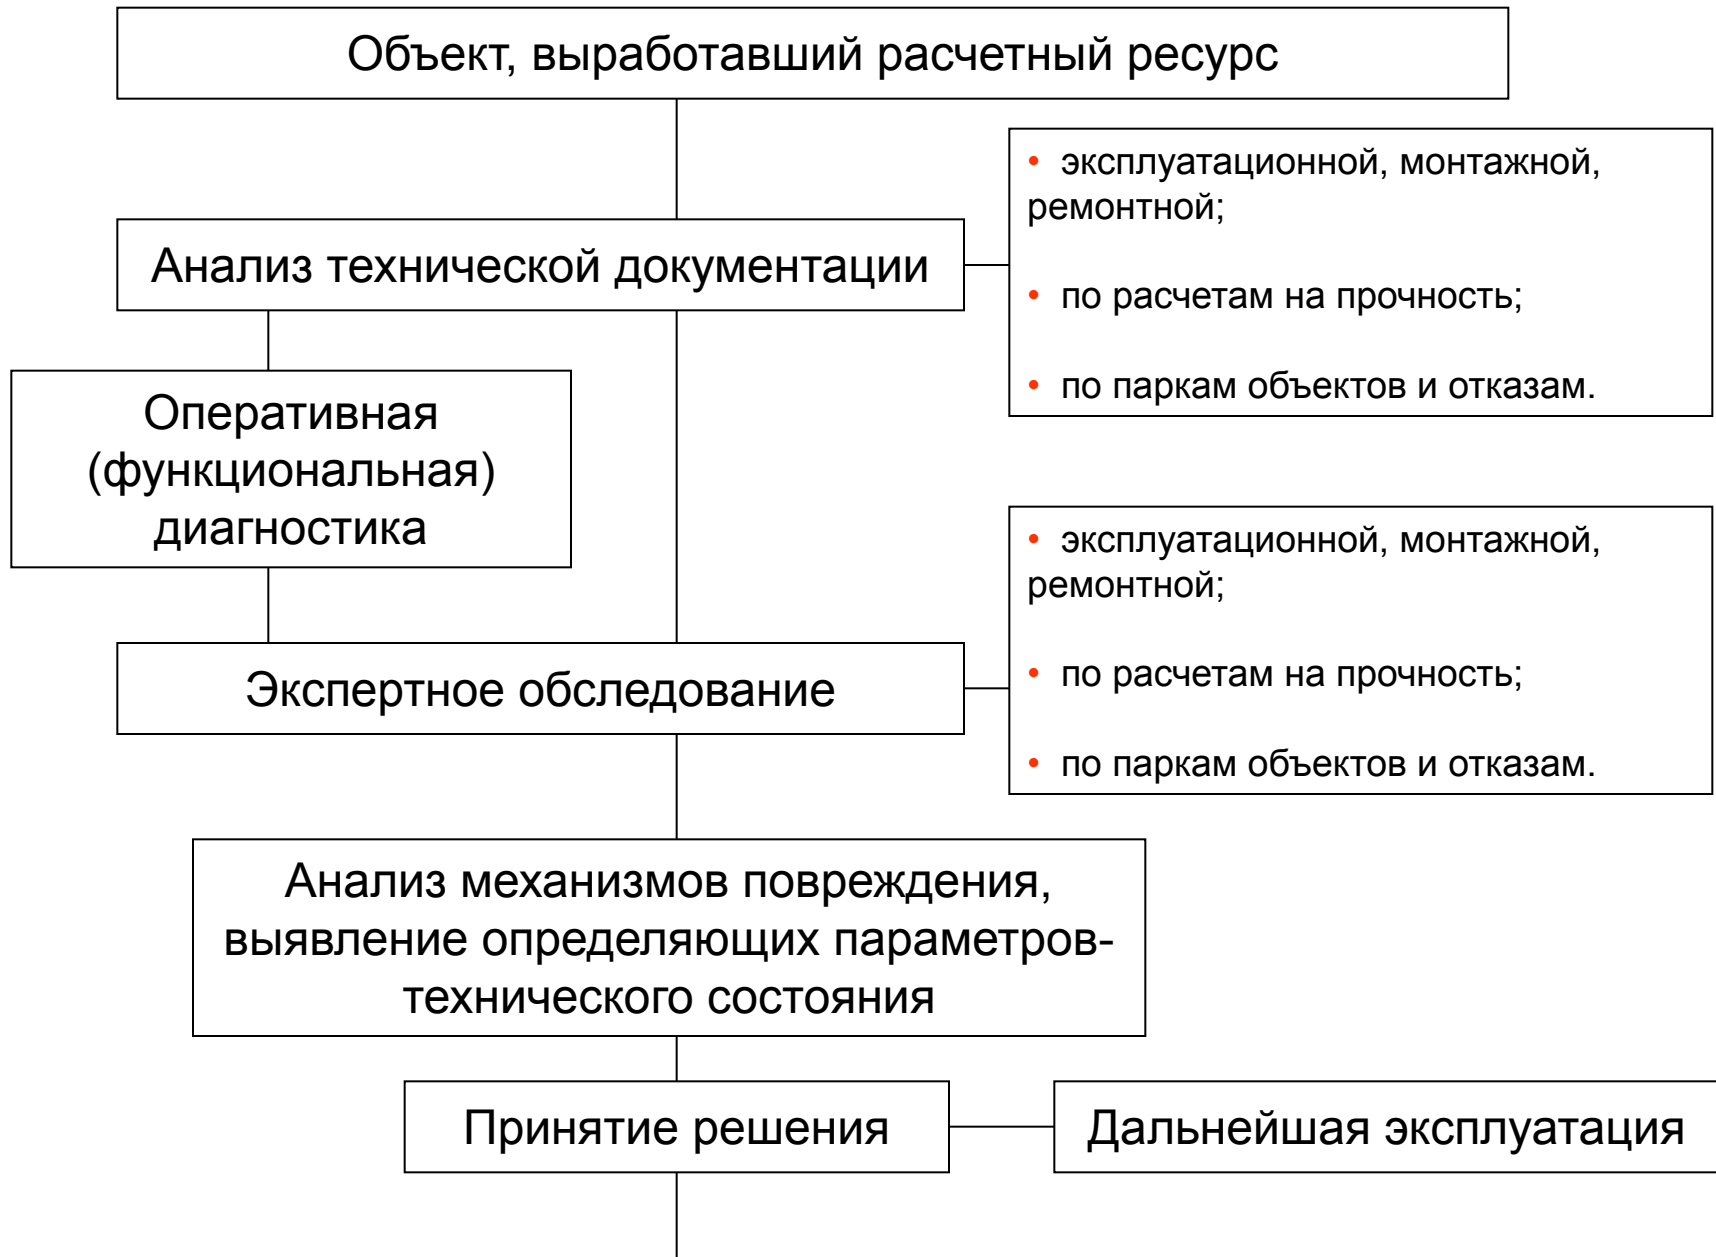 Объект, выработавший расчетный ресурс
• эксплуатационной, монтажной,
ремонтной;
• по расчетам на прочность;
• по паркам объектов и отказам.
Анализ технической документации
Оперативная
(функциональная)
диагностика
• эксплуатационной, монтажной,
ремонтной;
• по расчетам на прочность;
• по паркам объектов и отказам.
Экспертное обследование
Анализ механизмов повреждения,
выявление определяющих параметров-
технического состояния
Принятие решения
Дальнейшая эксплуатация